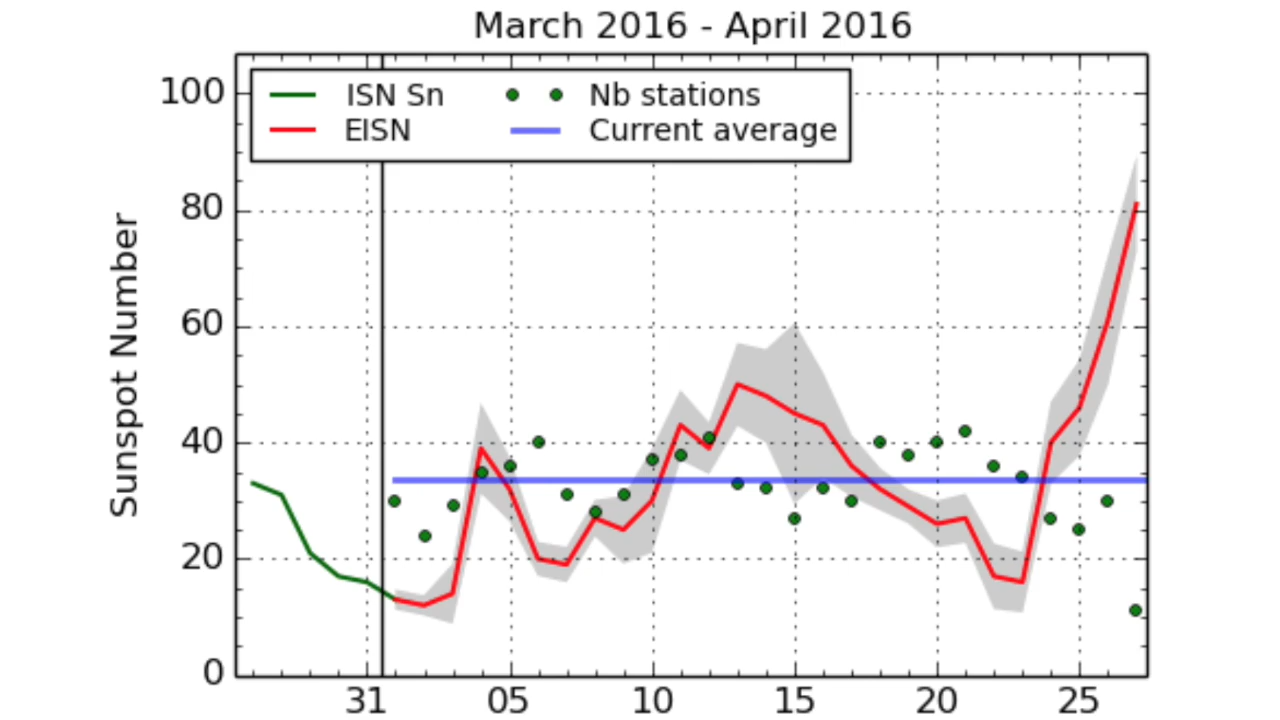 March 2016 - April 2016
100
80
60
40
20
0
Sunspot Number
ISN Sn
Nb stations
EISN
Current average
31 05 10 15 20 25